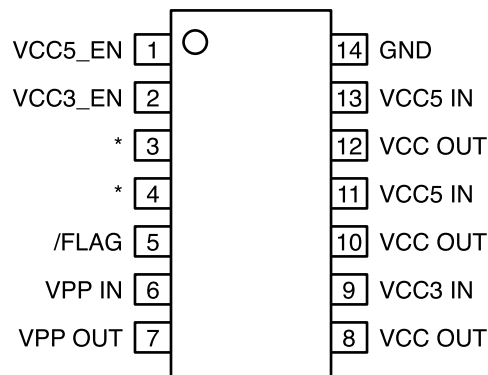 VCC5_EN 1 14 GND
VCC3_EN 2 13 VCC5 IN
* 3 12 VCC OUT
* 4 11 VCC5 IN
/FLAG 5 10 VCC OUT
VPP IN 6 9 VCC3 IN
VPP OUT 7 8 VCC OUT